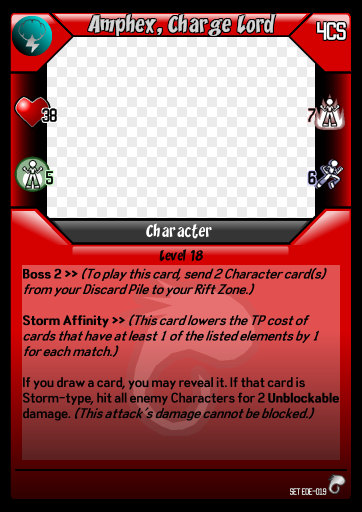 Amphex, Charge Lord
4CS
38
7
5
6
Character
Level 18
Boss 2 >> (To play this card, send 2 Character card(s)
from your Discard Pile to your Rift Zone.)
Storm Affinity >> (This card lowers the TP cost of
cards that have at least 1 of the listed elements by 1
for each match.)
If you draw a card, you may reveal it. If that card is
Storm-type, hit all enemy Characters for 2 Unblockable
damage. (This attack's damage cannot be blocked.)
SET EOE-019